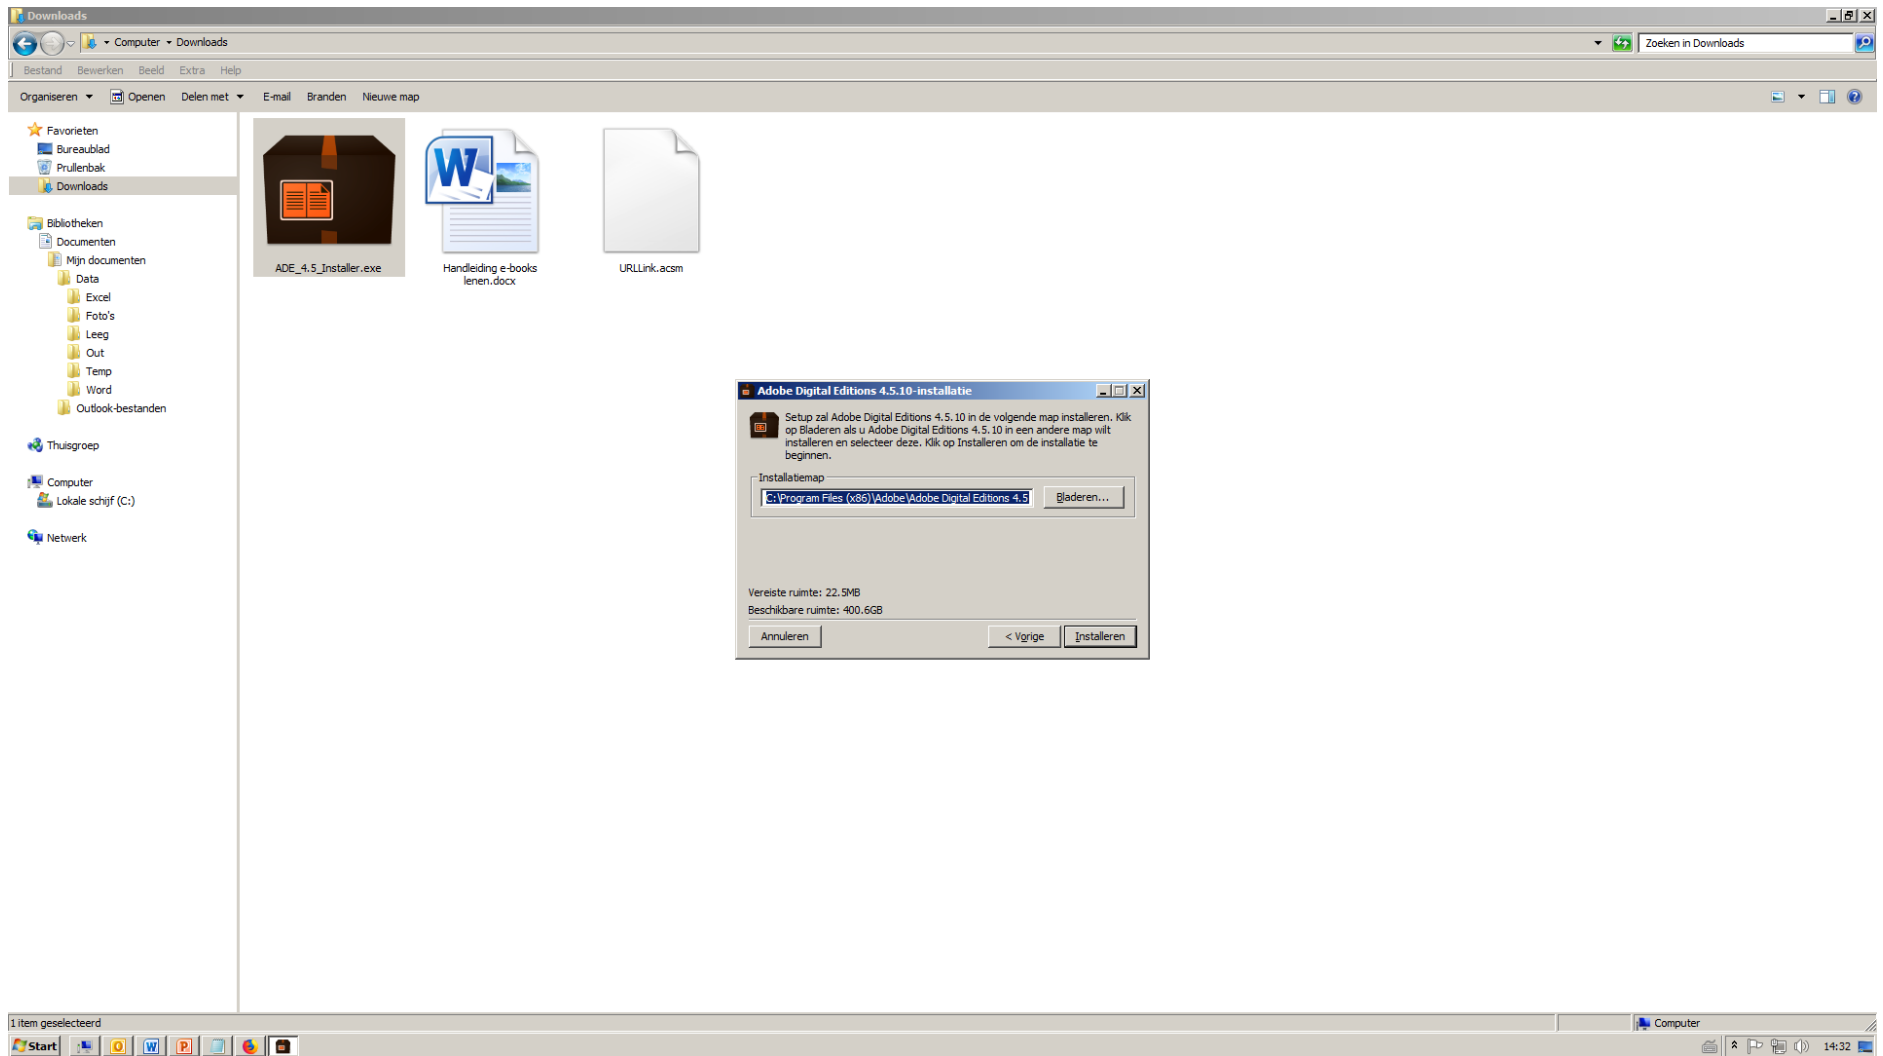 Downloads
Computer Downloads
Zoeken in Downloads
Bestand Bewerken Beeld Extra Help
Organiseren Openen Delen met E-mail Branden Nieuwe map
Favorieten
Bureaublad
Prullenbak
Downloads
Bibliotheken
Documenten
Mijn documenten
Data
Excel
Foto's
Leeg
Out
Temp
Word
Outlook-bestanden
Thuisgroep
Computer
Lokale schijf (C:)
Netwerk
ADE_4.5_Installer.exe
Handleiding e-books
lenen.docx
URLLink.acsm
Adobe Digital Editions 4.5.10-installatie
Setup zal Adobe Digital Editions 4.5.10 in de volgende map installeren. Klik
op Bladeren als u Adobe Digital Editions 4.5.10 in een andere map wilt
installeren en selecteer deze. Klik op Installeren om de installatie te
beginnen.
Installatiemap
C:\Program Files (x86)\Adobe\Adobe Digital Editions 4.5
Bladeren...
Vereiste ruimte: 22.5MB
Beschikbare ruimte: 400.6GB
Annuleren < Vorige Installeren
1 item geselecteerd
Computer
Start
14:32